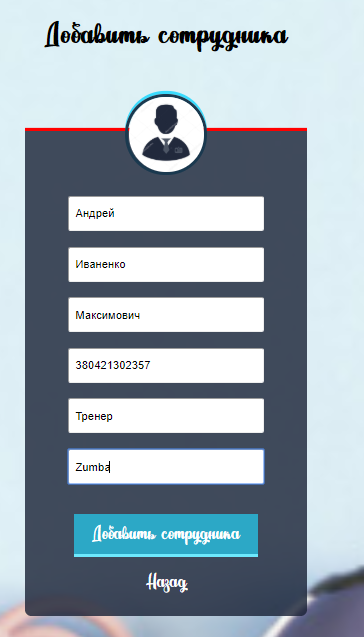 Добавить сотрудника
Андрей
Иваненко
Максимович
380421302357
Тренер
Zumba
Добавить сотрудника
Назад